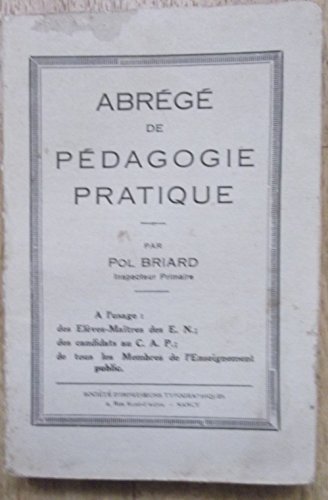 ABRÉGÉ
DE
PÉDAGOGIE
PRATIQUE
PAR
POL BRIARD
Inspecteur Primaire
A l'usage :
des Elèves-Maîtres des E. N.;
des candidats au C. A. P.;
de tous les Membres de l'Enseignement
public.
SOCIÉTÉ D'IMPRESSIONS TYPOGRAPHIQUES
NANCY